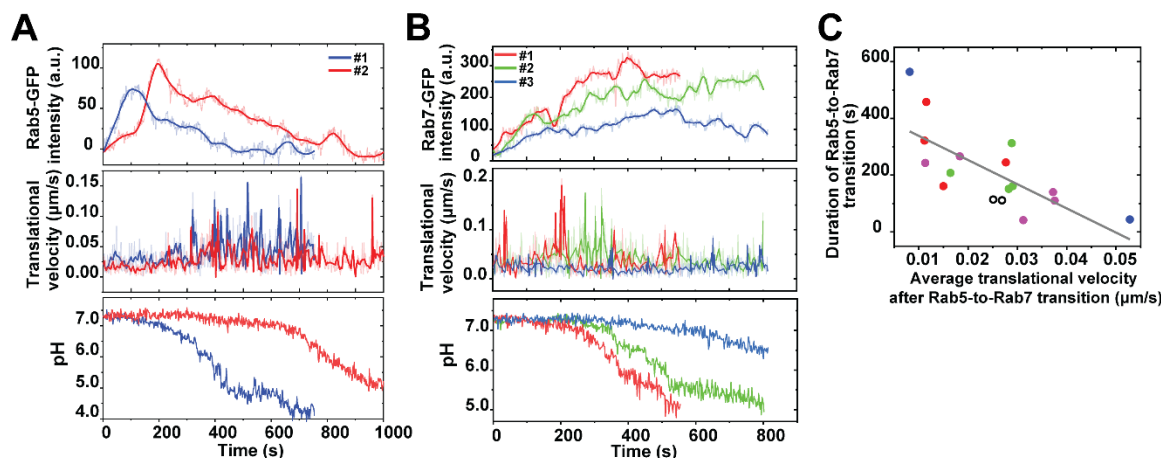 A
Rab5-GFP
intensity (a.u.)
100
50
0
#1
#2
Translational
velocity (µm/s)
0.15
0.10
0.05
0.00
pH
7.0
6.0
5.0
4.0
0 200 400 600 800 1000
Time (s)
B
Rab7-GFP
intensity (a.u.)
300
200
100
0
#1
#2
#3
Translational
velocity (µm/s)
0.2
0.1
0.0
pH
7.0
6.0
5.0
0 200 400 600 800
Time (s)
C
Duration of Rab5-to-Rab7
transition (s)
600
400
200
0
0.01 0.02 0.03 0.04 0.05
Average translational velocity
after Rab5-to-Rab7 transition (µm/s)